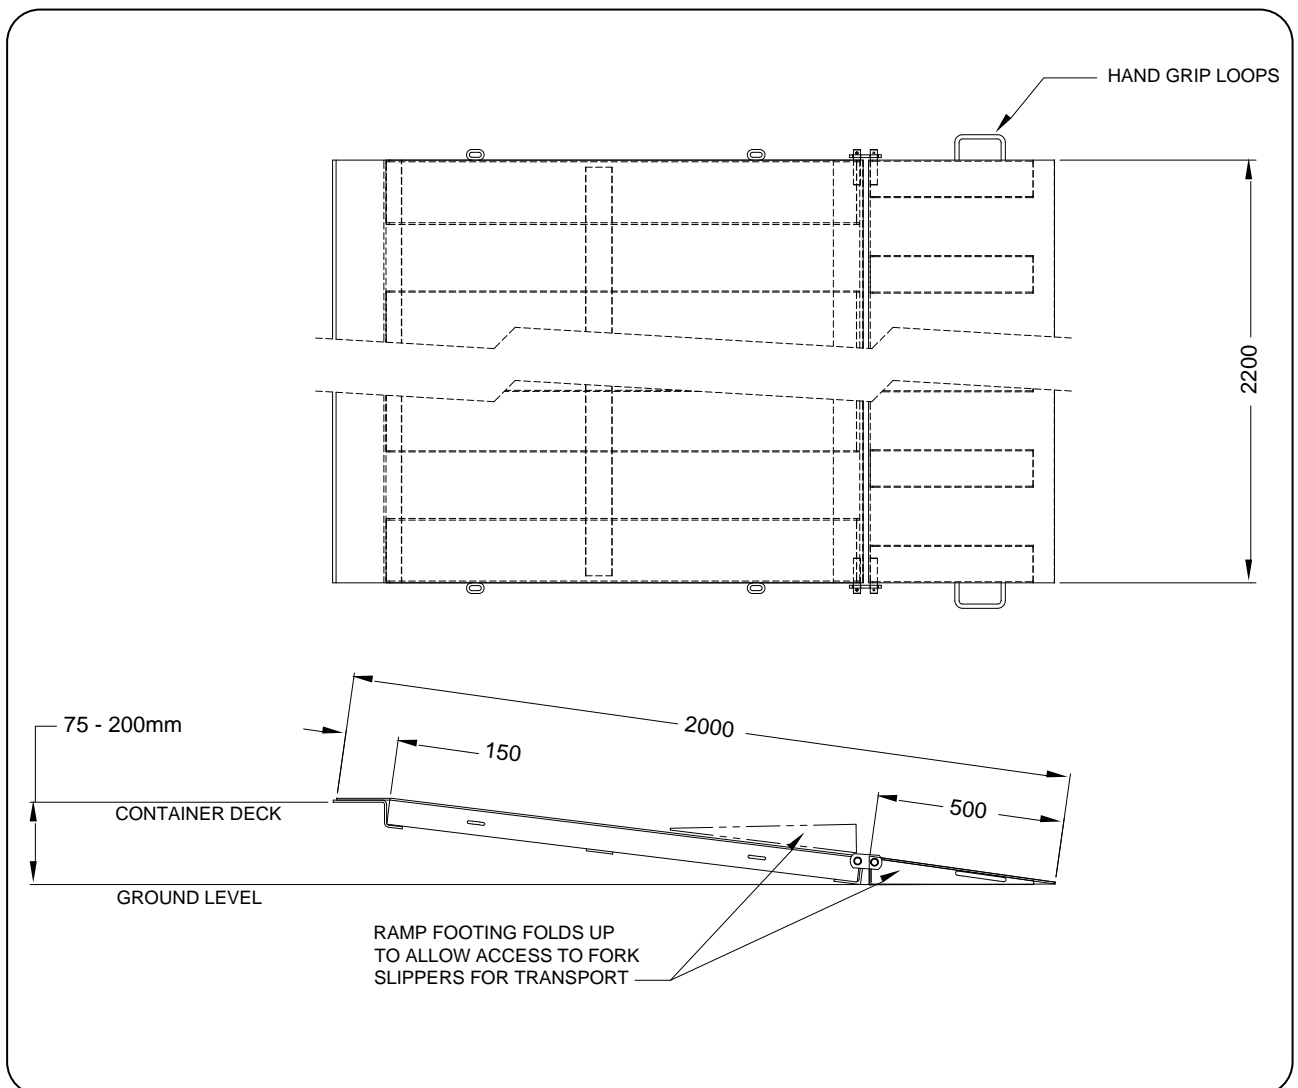 HAND GRIP LOOPS
2200
75 - 200mm
2000
150
500
CONTAINER DECK
GROUND LEVEL
RAMP FOOTING FOLDS UP
TO ALLOW ACCESS TO FORK
SLIPPERS FOR TRANSPORT